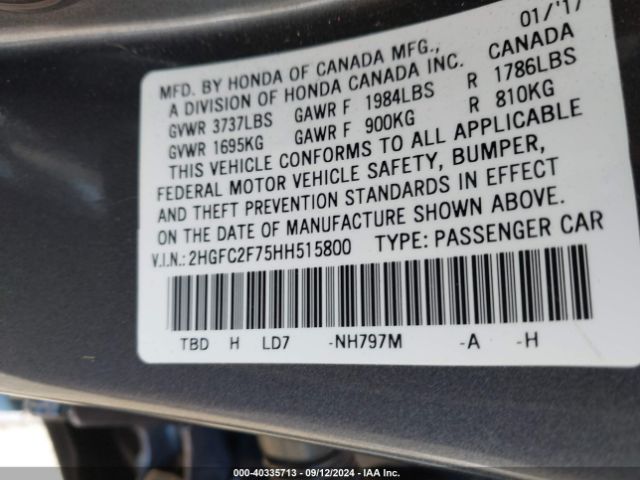 01/'17
MFD. BY HONDA OF CANADA MFG.,
A DIVISION OF HONDA CANADA INC. CANADA
GVWR 3737LBS GAWR F 1984LBS R 1786LBS
GVWR 1695KG GAWR F 900KG R 810KG
THIS VEHICLE CONFORMS TO ALL APPLICABLE
FEDERAL MOTOR VEHICLE SAFETY, BUMPER,
AND THEFT PREVENTION STANDARDS IN EFFECT
ON THE DATE OF MANUFACTURE SHOWN ABOVE.
V.I.N.: 2HGFC2F75HH515800 TYPE: PASSENGER CAR
TBD H LD7 -NH797M -A -H
000-40335713 - 09/12/2024 - IAA Inc.